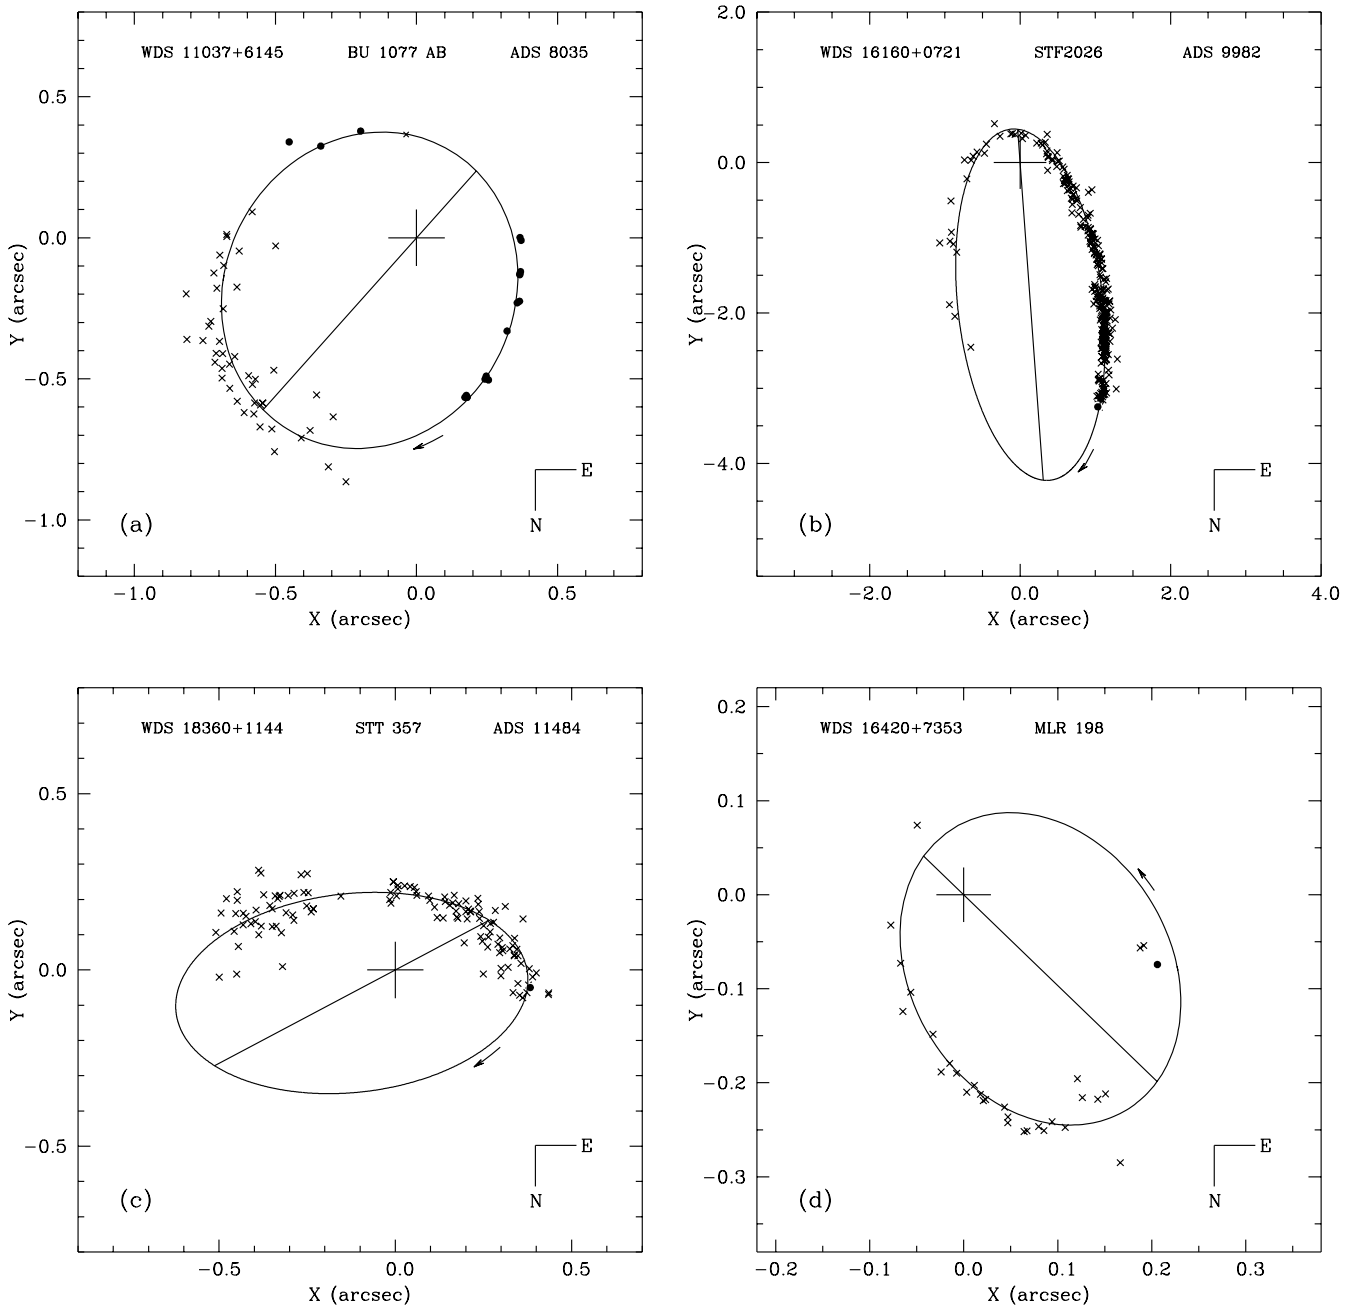 WDS 11037+6145 BU 1077 AB ADS 8035
0.5
0.0
−0.5
−1.0
Y (arcsec)
E
N
(a)
−1.0 −0.5 0.0 0.5
X (arcsec)
2.0
WDS 16160+0721 STF2026 ADS 9982
0.0
−2.0
−4.0
Y (arcsec)
E
N
(b)
−2.0 0.0 2.0 4.0
X (arcsec)
WDS 18360+1144 STT 357 ADS 11484
0.5
0.0
−0.5
Y (arcsec)
E
N
(c)
−0.5 0.0 0.5
X (arcsec)
0.2
WDS 16420+7353 MLR 198
0.1
0.0
−0.1
−0.2
−0.3
Y (arcsec)
E
N
(d)
−0.2 −0.1 0.0 0.1 0.2 0.3
X (arcsec)